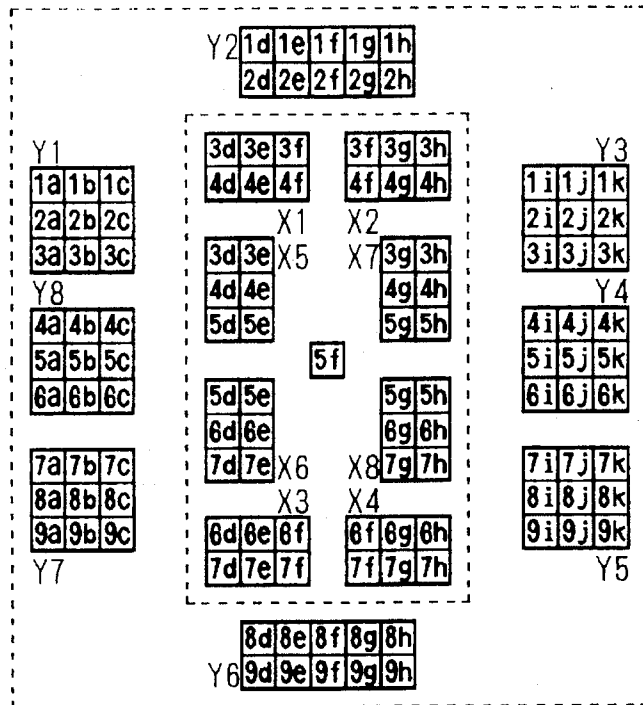 Y2 1d 1e 1f 1g 1h
2d 2e 2f 2g 2h
Y1
1a 1b 1c
2a 2b 2c
3a 3b 3c
Y8
4a 4b 4c
5a 5b 5c
6a 6b 6c
7a 7b 7c
8a 8b 8c
9a 9b 9c
Y7
3d 3e 3f
4d 4e 4f
X1
3f 3g 3h
4f 4g 4h
X2
3d 3e X5
4d 4e
5d 5e
X7 3g 3h
4g 4h
5g 5h
5f
5d 5e
6d 6e
7d 7e X6
5g 5h
6g 6h
X8 7g 7h
X3
6d 6e 6f
7d 7e 7f
X4
6f 6g 6h
7f 7g 7h
Y3
1i 1j 1k
2i 2j 2k
3i 3j 3k
Y4
4i 4j 4k
5i 5j 5k
6i 6j 6k
7i 7j 7k
8i 8j 8k
9i 9j 9k
Y5
8d 8e 8f 8g 8h
Y6 9d 9e 9f 9g 9h